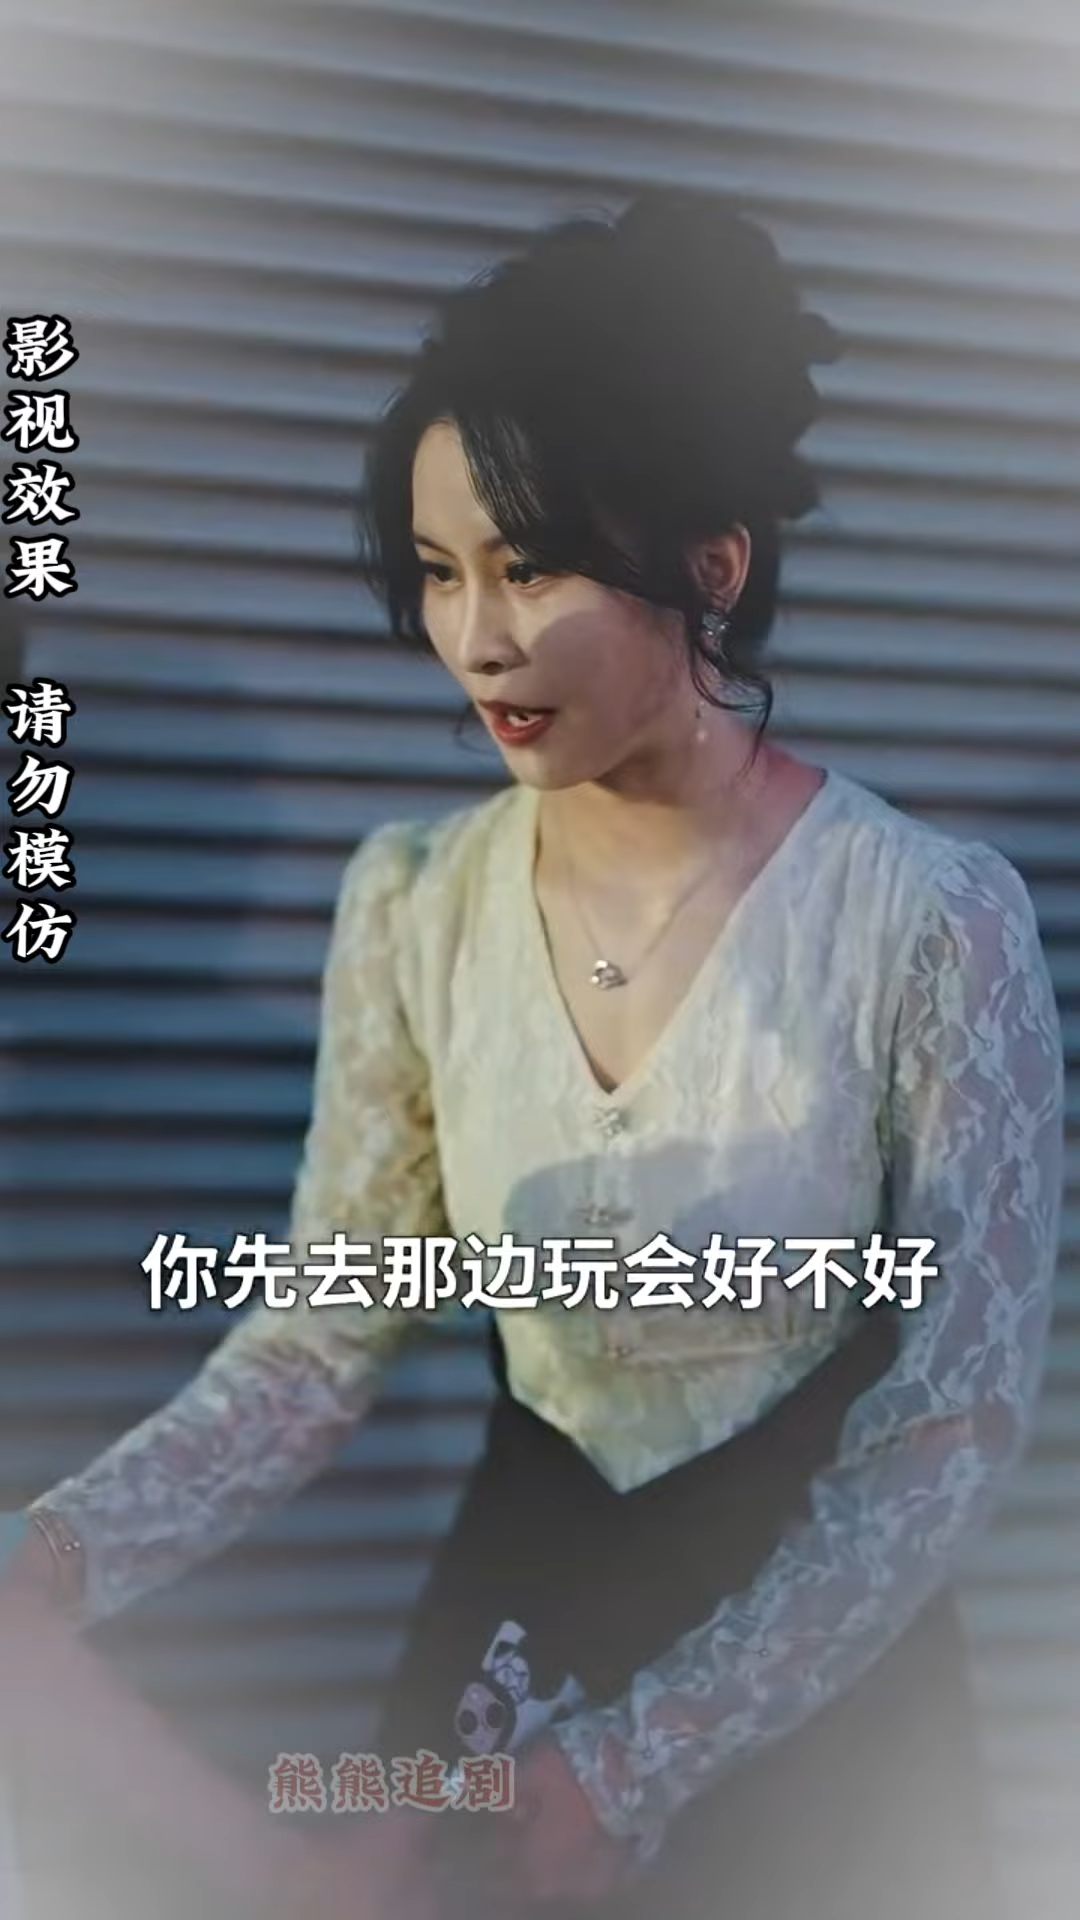 影视效果 请勿模仿
你先去那边玩会好不好
熊熊追剧